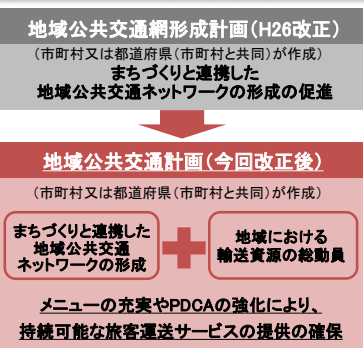 地域公共交通網形成計画（H26改正）
（市町村又は都道府県（市町村と共同）が作成）
まちづくりと連携した
地域公共交通ネットワークの形成の促進
地域公共交通計画（今回改正後）
（市町村又は都道府県（市町村と共同）が作成）
まちづくりと連携した
地域公共交通
ネットワークの形成
地域における
輸送資源の総動員
メニューの充実やPDCAの強化により、
持続可能な旅客運送サービスの提供の確保